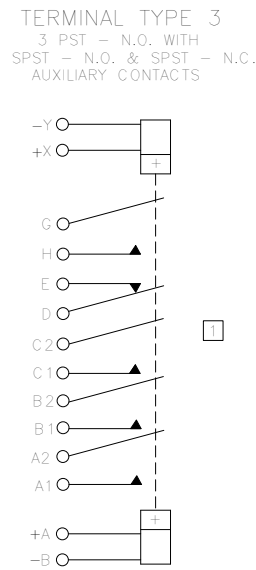 TERMINAL TYPE 3
3 PST - N.O. WITH
SPST - N.O. & SPST - N.C.
AUXILIARY CONTACTS
-Y
+X
+
G
H
E
D
C2
1
C1
B2
B1
A2
A1
+
+A
-B